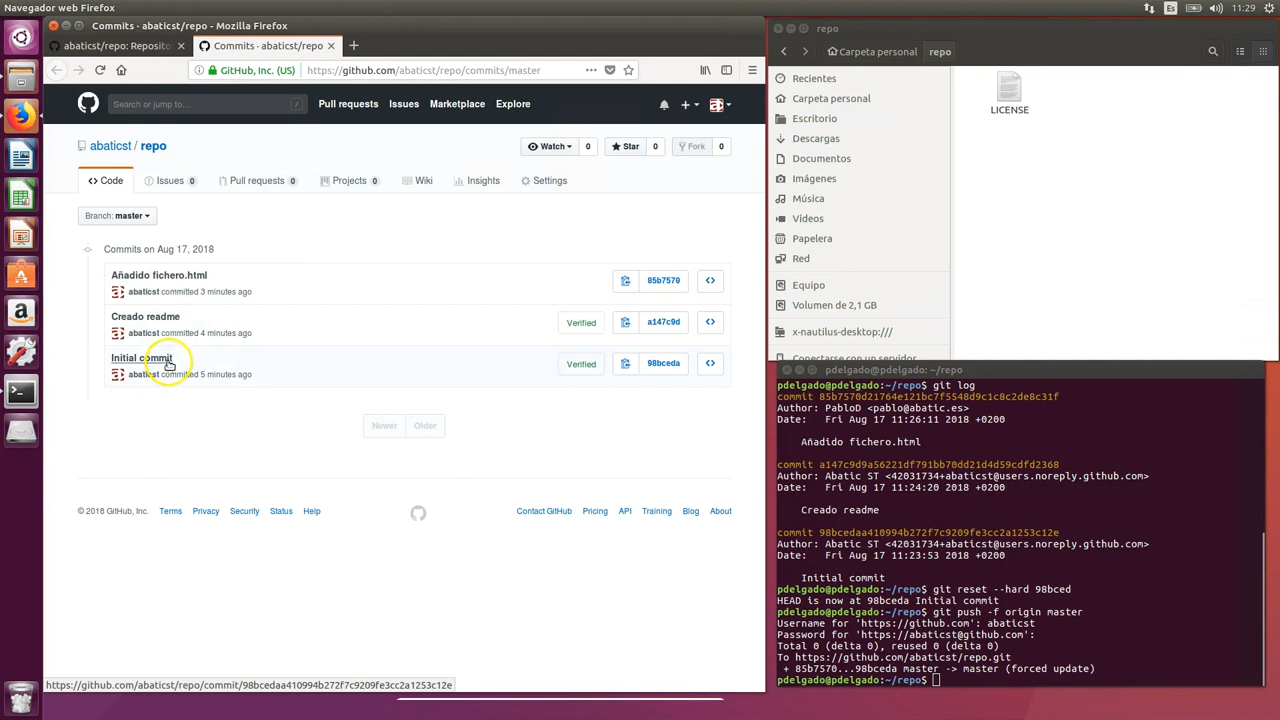 Navegador web Firefox
Es
11:29
Commits · abaticst/repo - Mozilla Firefox
abaticst/repo: Reposito
Commits · abaticst/repo
GitHub, Inc. (US)
https://github.com/abaticst/repo/commits/master
Search or jump to...
/
Pull requests
Issues
Marketplace
Explore
abaticst / repo
Watch
0
Star
0
Fork
0
Code
Issues 0
Pull requests 0
Projects 0
Wiki
Insights
Settings
Branch: master
Commits on Aug 17, 2018
Añadido fichero.html
abaticst committed 3 minutes ago
85b7570
Creado readme
abaticst committed 4 minutes ago
Verified
a147c9d
Initial commit
abaticst committed 5 minutes ago
Verified
98bceda
Newer
Older
© 2018 GitHub, Inc.
Terms
Privacy
Security
Status
Help
Contact GitHub
Pricing
API
Training
Blog
About
https://github.com/abaticst/repo/commit/98bcedaa410994b272f7c9209fe3cc2a1253c12e
repo
Carpeta personal
repo
Recientes
Carpeta personal
Escritorio
Descargas
Documentos
Imágenes
Música
Vídeos
Papelera
Red
Equipo
Volumen de 2,1 GB
x-nautilus-desktop:///
Conectarse con un servidor
LICENSE
pdelgado@pdelgado: ~/repo
pdelgado@pdelgado:~/repo$ git log
commit 85b7570d21764e121bc7f5548d9c1c8c2de8c31f
Author: PabloD <pablo@abatic.es>
Date: Fri Aug 17 11:26:11 2018 +0200
Añadido fichero.html
commit a147c9d9a56221df791bb70dd21d4d59cdfd2368
Author: Abatic ST <42031734+abaticst@users.noreply.github.com>
Date: Fri Aug 17 11:24:20 2018 +0200
Creado readme
commit 98bcedaa410994b272f7c9209fe3cc2a1253c12e
Author: Abatic ST <42031734+abaticst@users.noreply.github.com>
Date: Fri Aug 17 11:23:53 2018 +0200
Initial commit
pdelgado@pdelgado:~/repo$ git reset --hard 98bced
HEAD is now at 98bceda Initial commit
pdelgado@pdelgado:~/repo$ git push -f origin master
Username for 'https://github.com': abaticst
Password for 'https://abaticst@github.com':
Total 0 (delta 0), reused 0 (delta 0)
To https://github.com/abaticst/repo.git
+ 85b7570...98bceda master -> master (forced update)
pdelgado@pdelgado:~/repo$